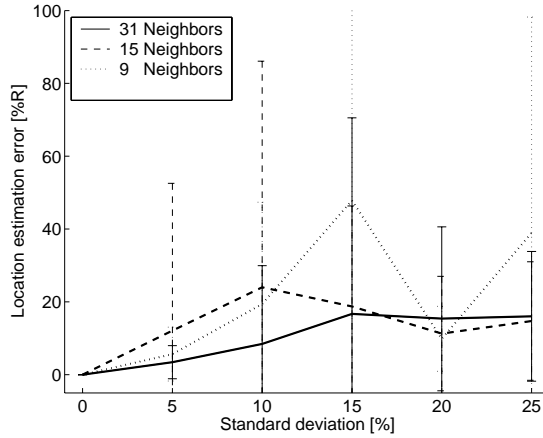 100
80
60
40
20
0
Location estimation error [%R]
31 Neighbors
15 Neighbors
9 Neighbors
0 5 10 15 20 25
Standard deviation [%]